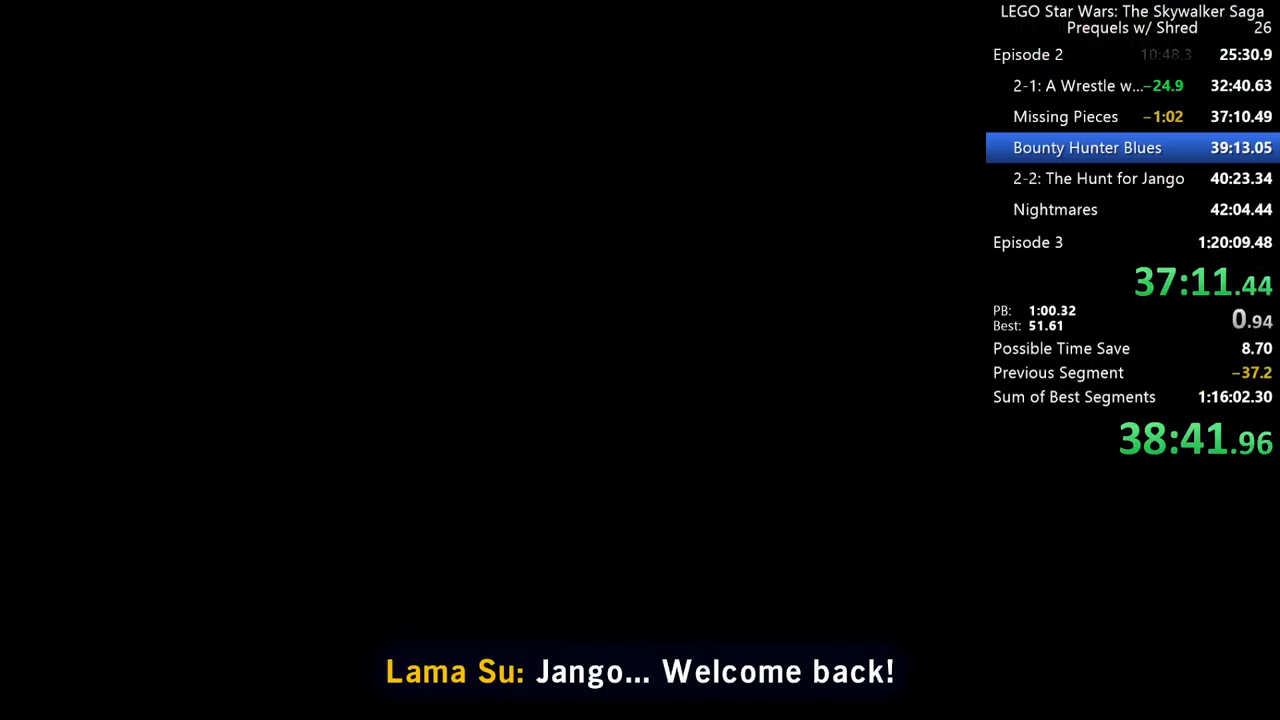 LEGO Star Wars: The Skywalker Saga
Prequels w/ Shred 26
Episode 2 10:48.3 25:30.9
2-1: A Wrestle w... −24.9 32:40.63
Missing Pieces −1:02 37:10.49
Bounty Hunter Blues 39:13.05
2-2: The Hunt for Jango 40:23.34
Nightmares 42:04.44
Episode 3 1:20:09.48
37:11.44
PB: 1:00.32
Best: 51.61
0.94
Possible Time Save 8.70
Previous Segment −37.2
Sum of Best Segments 1:16:02.30
38:41.96
Lama Su: Jango... Welcome back!